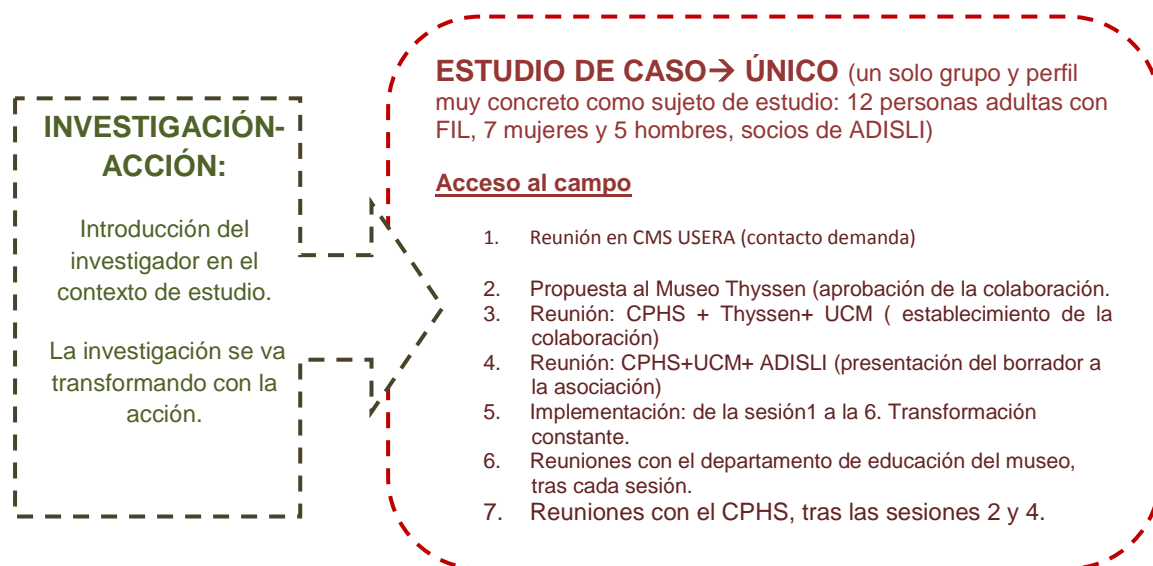 INVESTIGACIÓN-
ACCIÓN:
Introducción del
investigador en el
contexto de estudio.
La investigación se va
transformando con la
acción.
ESTUDIO DE CASO→ ÚNICO (un solo grupo y perfil
muy concreto como sujeto de estudio: 12 personas adultas con
FIL, 7 mujeres y 5 hombres, socios de ADISLI)
Acceso al campo
1. Reunión en CMS USERA (contacto demanda)
2. Propuesta al Museo Thyssen (aprobación de la colaboración.
3. Reunión: CPHS + Thyssen+ UCM ( establecimiento de la
colaboración)
4. Reunión: CPHS+UCM+ ADISLI (presentación del borrador a
la asociación)
5. Implementación: de la sesión1 a la 6. Transformación
constante.
6. Reuniones con el departamento de educación del museo,
tras cada sesión.
7. Reuniones con el CPHS, tras las sesiones 2 y 4.